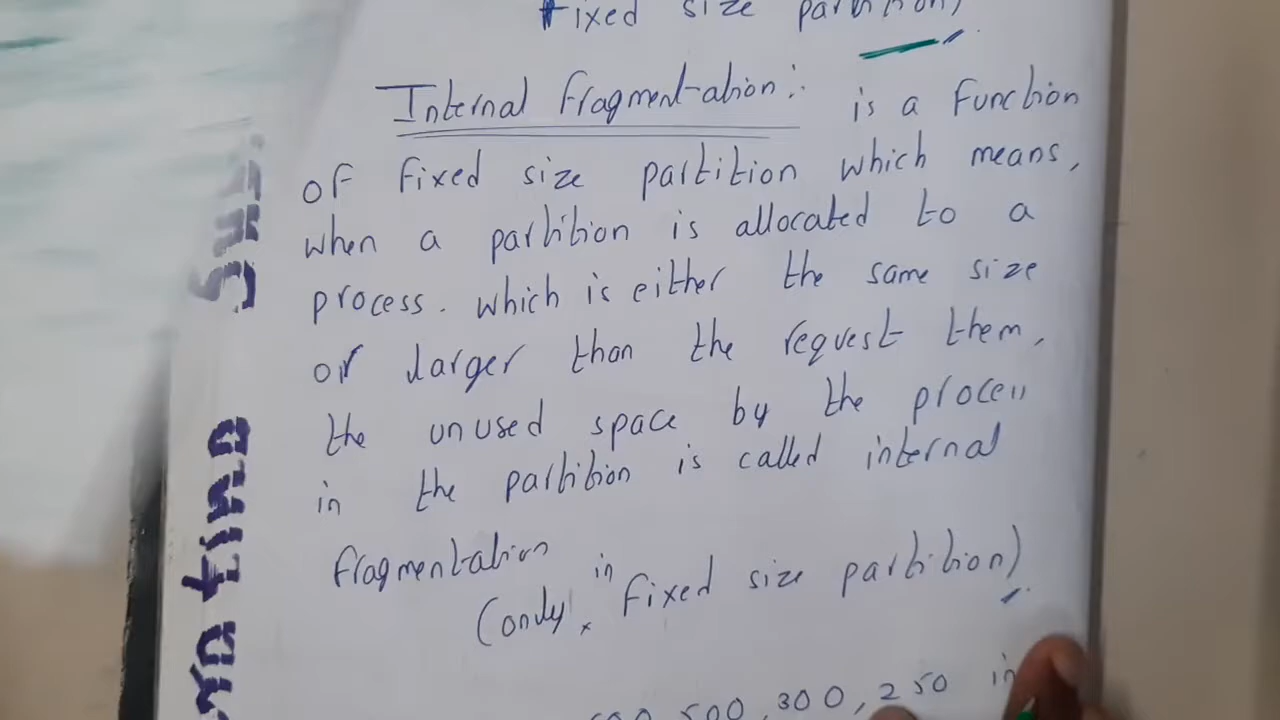 Fixed size partition)
Internal fragmentation: is a function
of fixed size partition which means,
when a partition is allocated to a
process. which is either the same size
or larger than the request them,
the unused space by the process
in the partition is called internal
fragmentation
(only in fixed size partition)
500, 300, 250 in